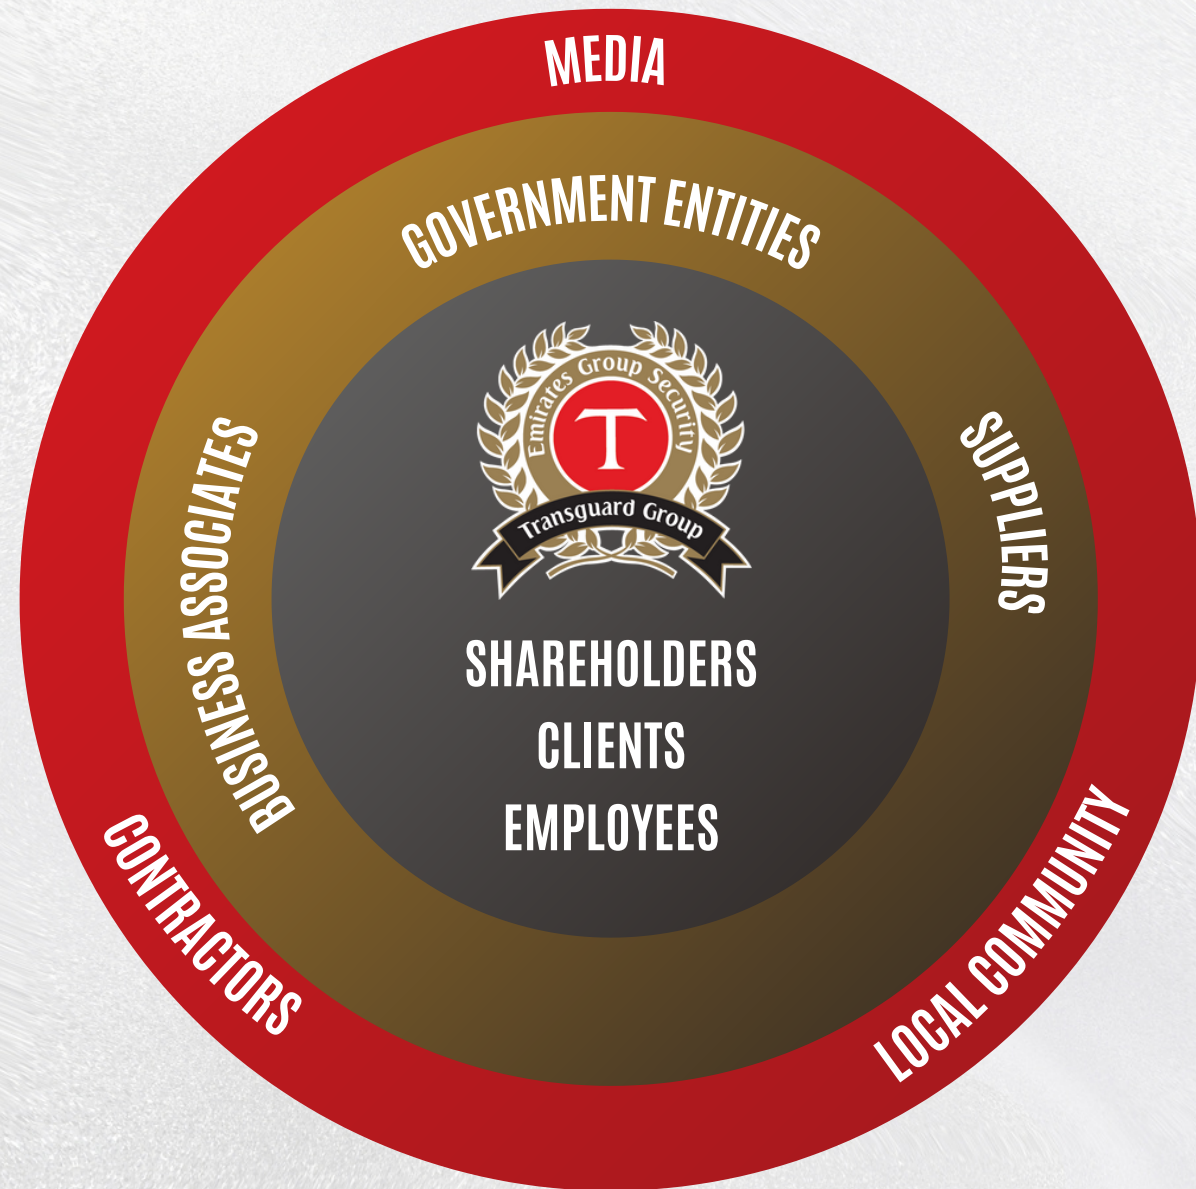 MEDIA
GOVERNMENT ENTITIES
Emirates Group Security
T
Transguard Group
BUSINESS ASSOCIATES
SUPPLIERS
SHAREHOLDERS
CLIENTS
EMPLOYEES
CONTRACTORS
LOCAL COMMUNITY